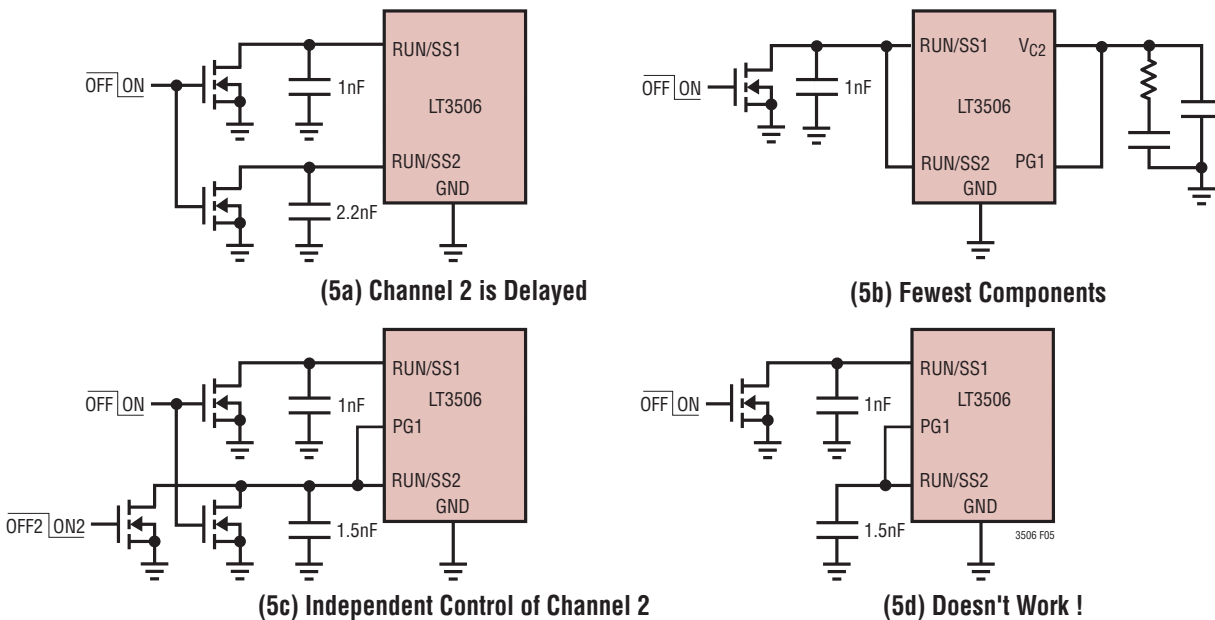 RUN/SS1
OFF ON
1nF
LT3506
RUN/SS2
GND
2.2nF
(5a) Channel 2 is Delayed
RUN/SS1 VC2
OFF ON
1nF
LT3506
RUN/SS2 PG1
GND
(5b) Fewest Components
RUN/SS1
OFF ON
1nF
LT3506
PG1
RUN/SS2
GND
OFF2 ON2
1.5nF
(5c) Independent Control of Channel 2
RUN/SS1
OFF ON
1nF
LT3506
PG1
RUN/SS2
GND
1.5nF
3506 F05
(5d) Doesn't Work !